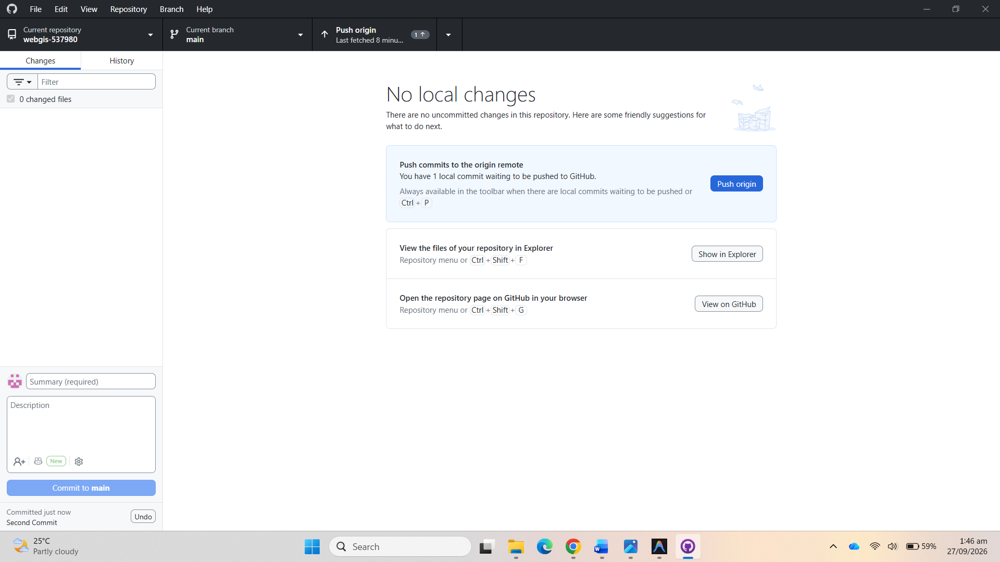 File Edit View Repository Branch Help
Current repository
webgis-537980
Current branch
main
Push origin
Last fetched 8 minu...
1
Changes
History
Filter
0 changed files
No local changes
There are no uncommitted changes in this repository. Here are some friendly suggestions for
what to do next.
Push commits to the origin remote
You have 1 local commit waiting to be pushed to GitHub.
Always available in the toolbar when there are local commits waiting to be pushed or
Ctrl + P
Push origin
View the files of your repository in Explorer
Repository menu or Ctrl + Shift + F
Show in Explorer
Open the repository page on GitHub in your browser
Repository menu or Ctrl + Shift + G
View on GitHub
Summary (required)
Description
New
Commit to main
Committed just now
Second Commit
Undo
25°C
Partly cloudy
Search
59%
1:46 am
27/09/2026